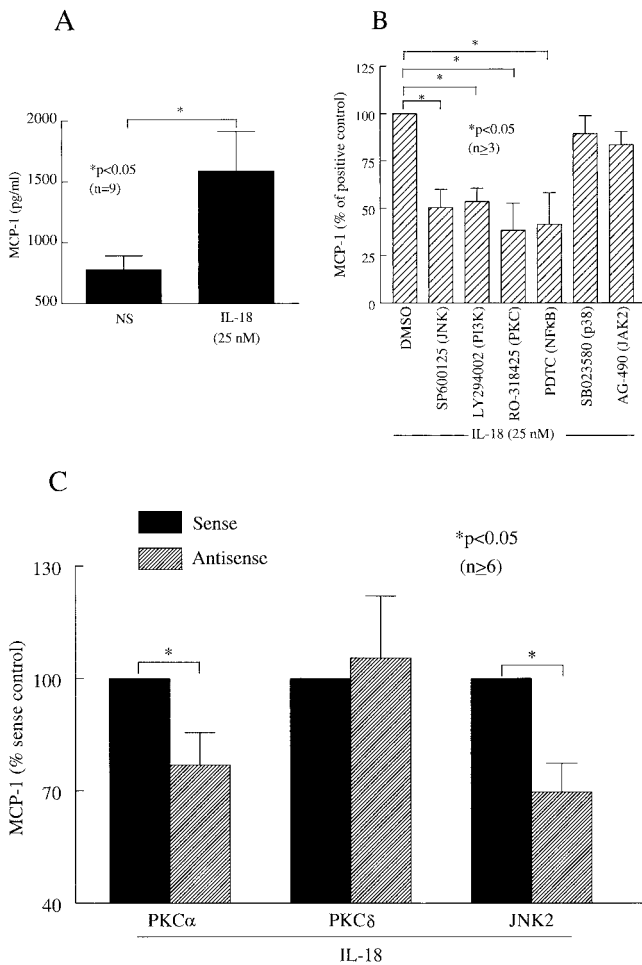 A
MCP-1 (pg/ml)
2000
1500
1000
500
*
*p<0.05
(n=9)
NS
IL-18
(25 nM)
B
MCP-1 (% of positive control)
125
100
75
50
25
0
*
*
*
*
*p<0.05
(n≥3)
DMSO
SP600125 (JNK)
LY294002 (PI3K)
RO-318425 (PKC)
PDTC (NFκB)
SB023580 (p38)
AG-490 (JAK2)
IL-18 (25 nM)
C
Sense
Antisense
*p<0.05
(n≥6)
MCP-1 (% sense control)
130
100
70
40
*
*
PKCα
PKCδ
JNK2
IL-18